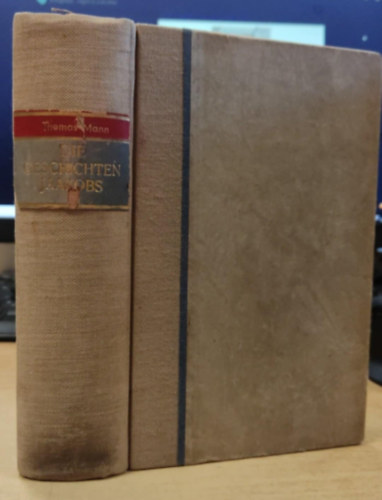 Thomas Mann
DIE
GESCHICHTEN
JAAKOBS